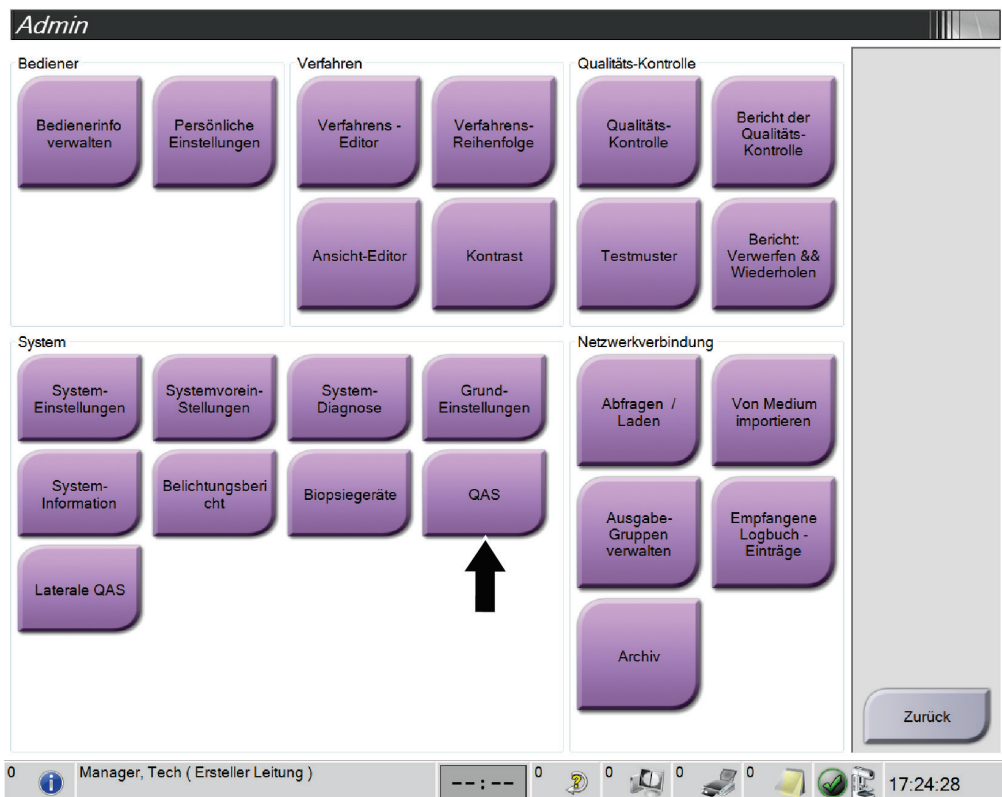 Admin
Bediener
Bedienerinfo
verwalten
Persönliche
Einstellungen
Verfahren
Verfahrens -
Editor
Verfahrens-
Reihenfolge
Ansicht-Editor
Kontrast
Qualitäts-Kontrolle
Qualitäts-
Kontrolle
Bericht der
Qualitäts-
Kontrolle
Testmuster
Bericht:
Verwerfen &&
Wiederholen
System
System-
Einstellungen
Systemvorein-
Stellungen
System-
Diagnose
Grund-
Einstellungen
System-
Information
Belichtungsberi
cht
Biopsiegeräte
QAS
Laterale QAS
Netzwerkverbindung
Abfragen /
Laden
Von Medium
importieren
Ausgabe-
Gruppen
verwalten
Empfangene
Logbuch -
Einträge
Archiv
Zurück
0
Manager, Tech ( Ersteller Leitung )
--:--
0
0
0
0
17:24:28